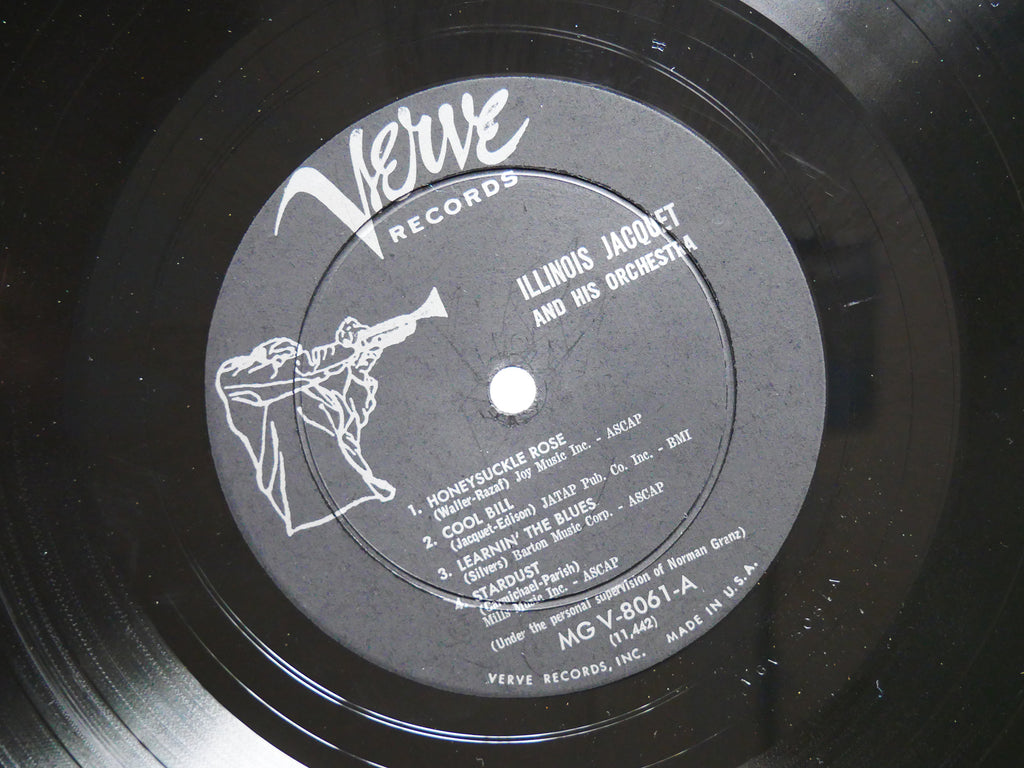 VERVE
RECORDS
ILLINOIS JACQUET
AND HIS ORCHESTRA
1. HONEYSUCKLE ROSE
(Waller-Razaf) Joy Music Inc. - ASCAP
2. COOL BILL
(Jacquet-Edison) JATAP Pub. Co. Inc. - BMI
3. LEARNIN' THE BLUES
(Silvers) Barton Music Corp. - ASCAP
4. STARDUST
(Carmichael-Parish)
Mills Music Inc. - ASCAP
(Under the personal supervision of Norman Granz)
MG V-8061-A
(11,442)
VERVE RECORDS, INC. MADE IN U.S.A.